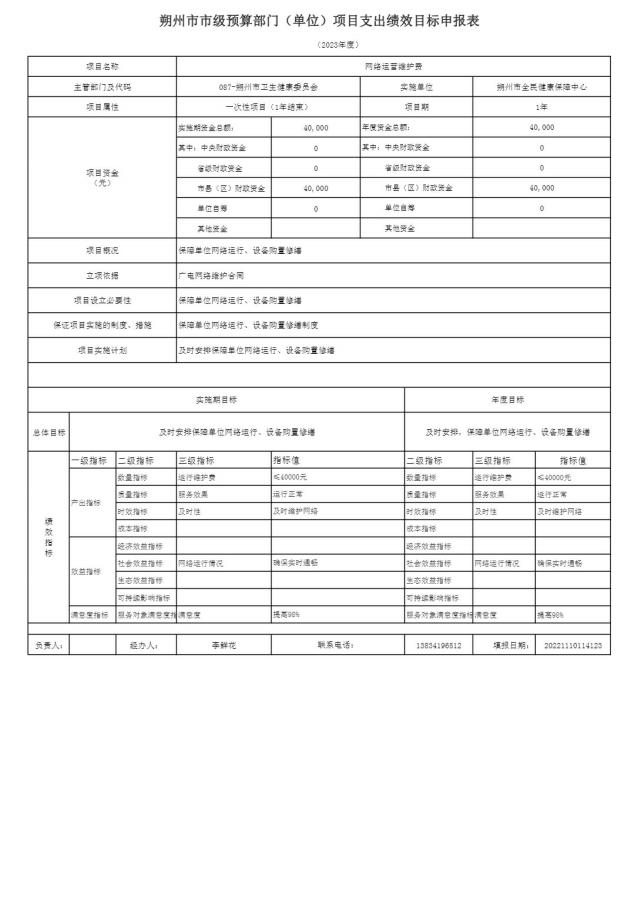 朔州市市级预算部门（单位）项目支出绩效目标申报表
（2023年度）
项目名称 网络运营维护费
主管部门及代码 087-朔州市卫生健康委员会 实施单位 朔州市全民健康保障中心
项目属性 一次性项目（1年结束） 项目期 1年
项目资金（元） 实施期资金总额: 40,000 年度资金总额: 40,000
其中: 中央财政资金 0 其中: 中央财政资金 0
省级财政资金 0 省级财政资金 0
市县（区）财政资金 40,000 市县（区）财政资金 40,000
单位自筹 0 单位自筹 0
其他资金 其他资金
项目概况 保障单位网络运行、设备购置修缮
立项依据 广电网络维护合同
项目设立必要性 保障单位网络运行、设备购置修缮
保证项目实施的制度、措施 保障单位网络运行、设备购置修缮制度
项目实施计划 及时安排保障单位网络运行、设备购置修缮
实施期目标 年度目标
总体目标 及时安排保障单位网络运行、设备购置修缮 及时安排，保障单位网络运行、设备购置修缮
绩效指标 一级指标 二级指标 三级指标 指标值 二级指标 三级指标 指标值
产出指标 数量指标 运行维护费 ≤40000元 数量指标 运行维护费 ≤40000元
质量指标 服务效果 运行正常 质量指标 服务效果 运行正常
时效指标 及时性 及时维护网络 时效指标 及时性 及时维护网络
成本指标 成本指标
效益指标 经济效益指标 经济效益指标
社会效益指标 网络运行情况 确保实时通畅 社会效益指标 网络运行情况 确保实时通畅
生态效益指标 生态效益指标
可持续影响指标 可持续影响指标
满意度指标 服务对象满意度指 满意度 提高98% 服务对象满意度指标 满意度 提高98%
负责人: 经办人: 李鲜花 联系电话: 13834196512 填报日期: 20221110114123